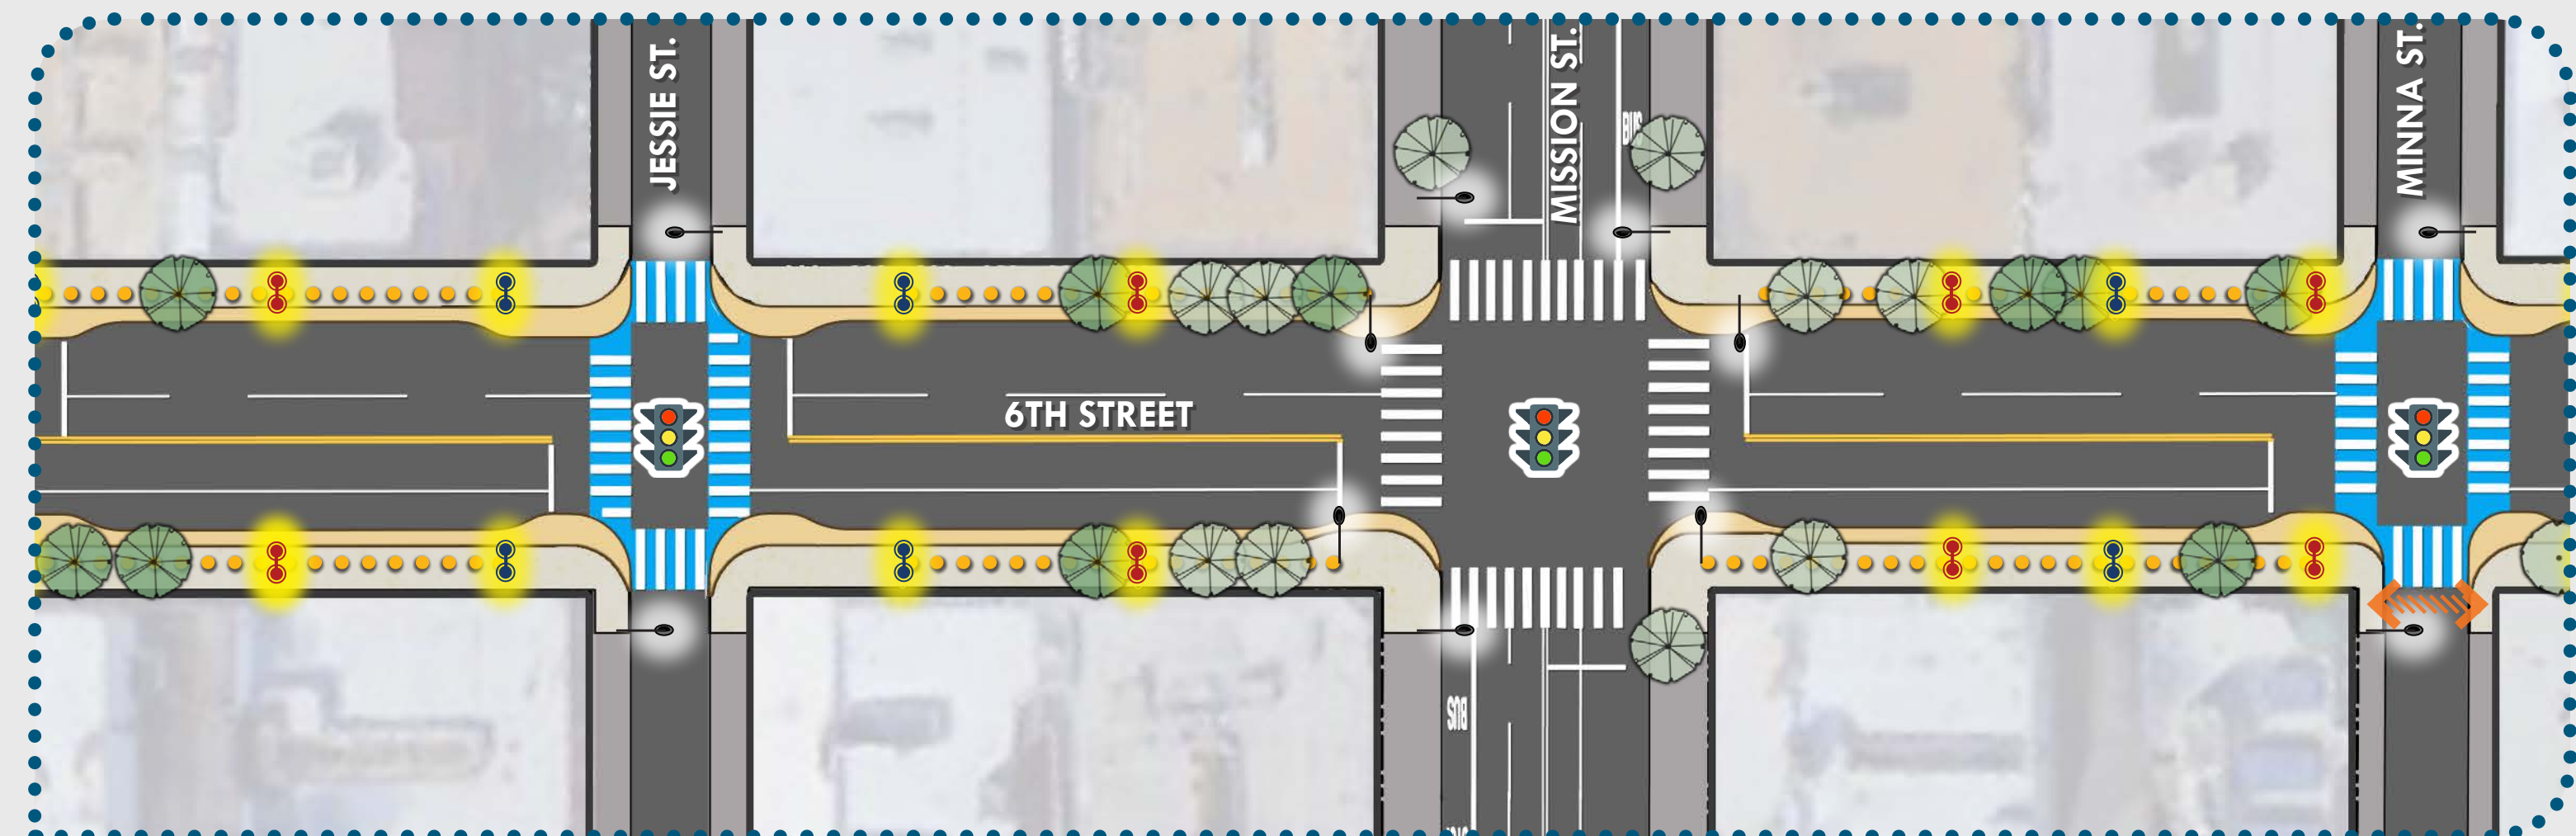 JESSIE ST.
MISSION ST.
BUS
MINNA ST.
6TH STREET
BUS